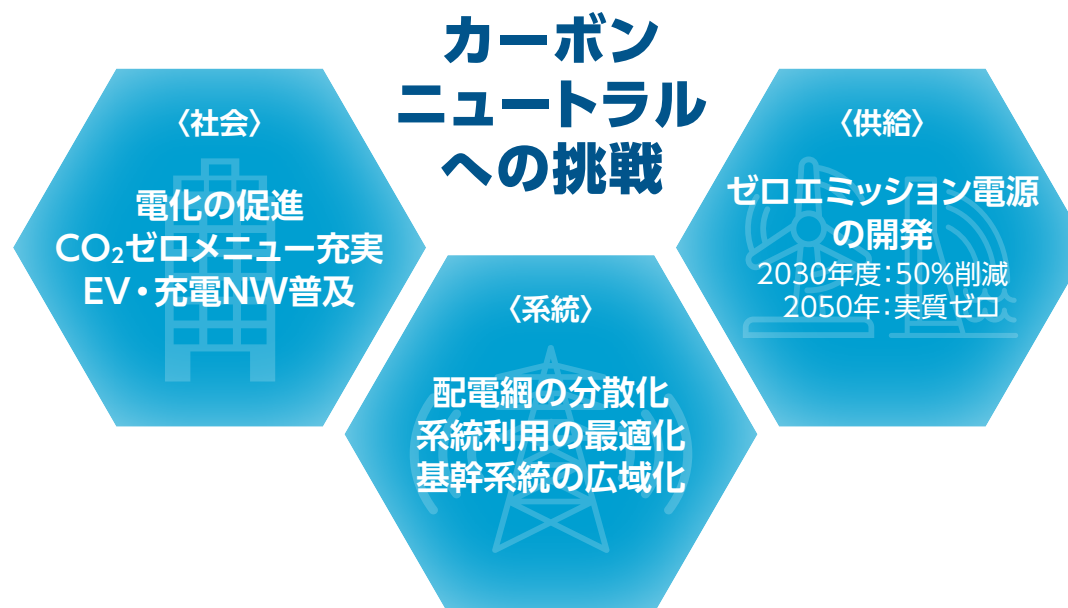 カーボン
ニュートラル
への挑戦
〈社会〉
電化の促進
CO₂ゼロメニュー充実
EV・充電NW普及
〈系統〉
配電網の分散化
系統利用の最適化
基幹系統の広域化
〈供給〉
ゼロエミッション電源
の開発
2030年度：50%削減
2050年：実質ゼロ